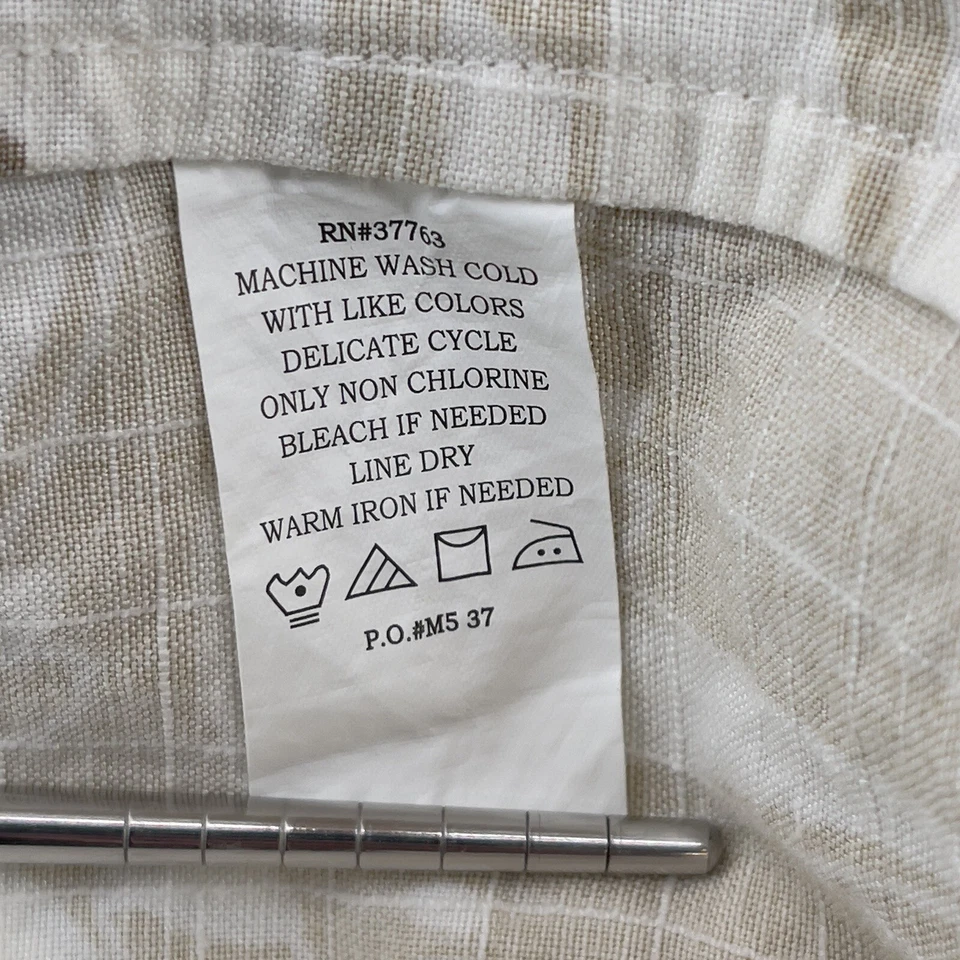 RN#37763
MACHINE WASH COLD
WITH LIKE COLORS
DELICATE CYCLE
ONLY NON CHLORINE
BLEACH IF NEEDED
LINE DRY
WARM IRON IF NEEDED
P.O.#M5 37